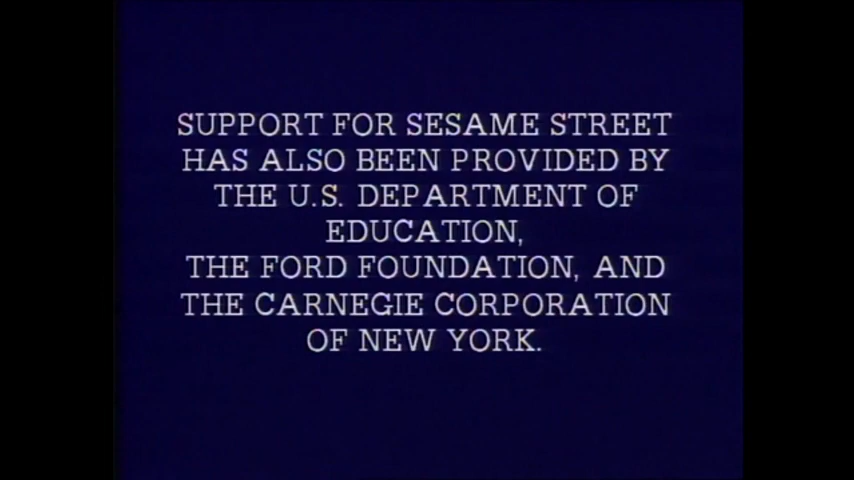 SUPPORT FOR SESAME STREET
HAS ALSO BEEN PROVIDED BY
THE U.S. DEPARTMENT OF
EDUCATION,
THE FORD FOUNDATION, AND
THE CARNEGIE CORPORATION
OF NEW YORK.